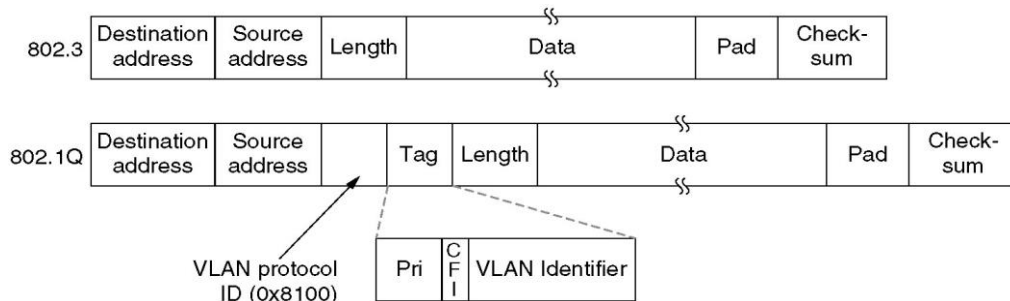 802.3 Destination address Source address Length Data Pad Check-sum
802.1Q Destination address Source address Tag Length Data Pad Check-sum
VLAN protocol ID (0x8100)
Pri CFI VLAN Identifier